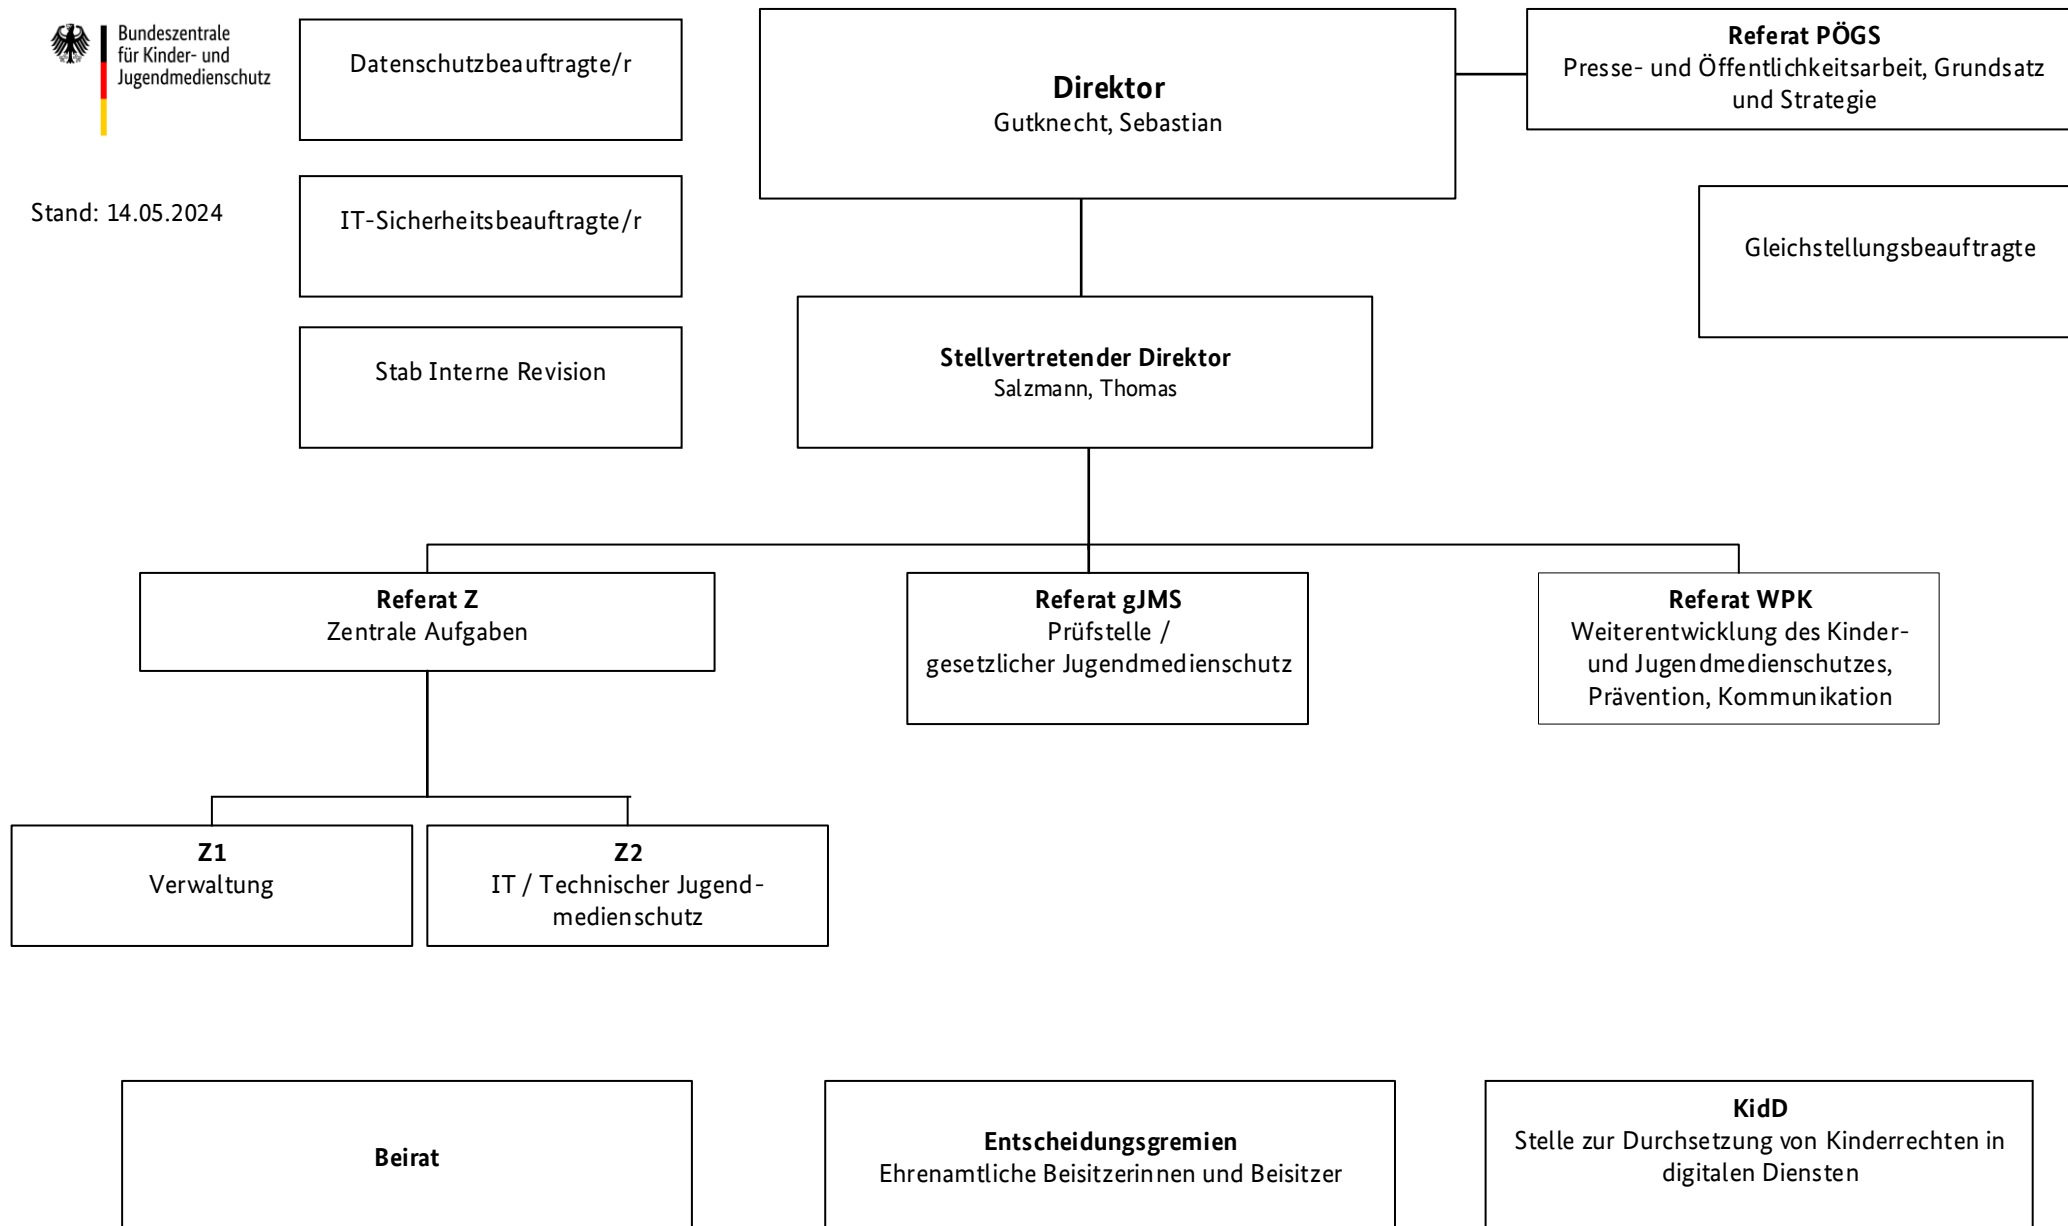 Bundeszentrale
für Kinder- und
Jugendmedienschutz
Stand: 14.05.2024
Datenschutzbeauftragte/r
IT-Sicherheitsbeauftragte/r
Stab Interne Revision
Direktor
Gutknecht, Sebastian
Referat PÖGS
Presse- und Öffentlichkeitsarbeit, Grundsatz
und Strategie
Gleichstellungsbeauftragte
Stellvertretender Direktor
Salzmann, Thomas
Referat Z
Zentrale Aufgaben
Referat gJMS
Prüfstelle /
gesetzlicher Jugendmedienschutz
Referat WPK
Weiterentwicklung des Kinder-
und Jugendmedienschutzes,
Prävention, Kommunikation
Z1
Verwaltung
Z2
IT / Technischer Jugend-
medienschutz
Beirat
Entscheidungsgremien
Ehrenamtliche Beisitzerinnen und Beisitzer
KidD
Stelle zur Durchsetzung von Kinderrechten in
digitalen Diensten